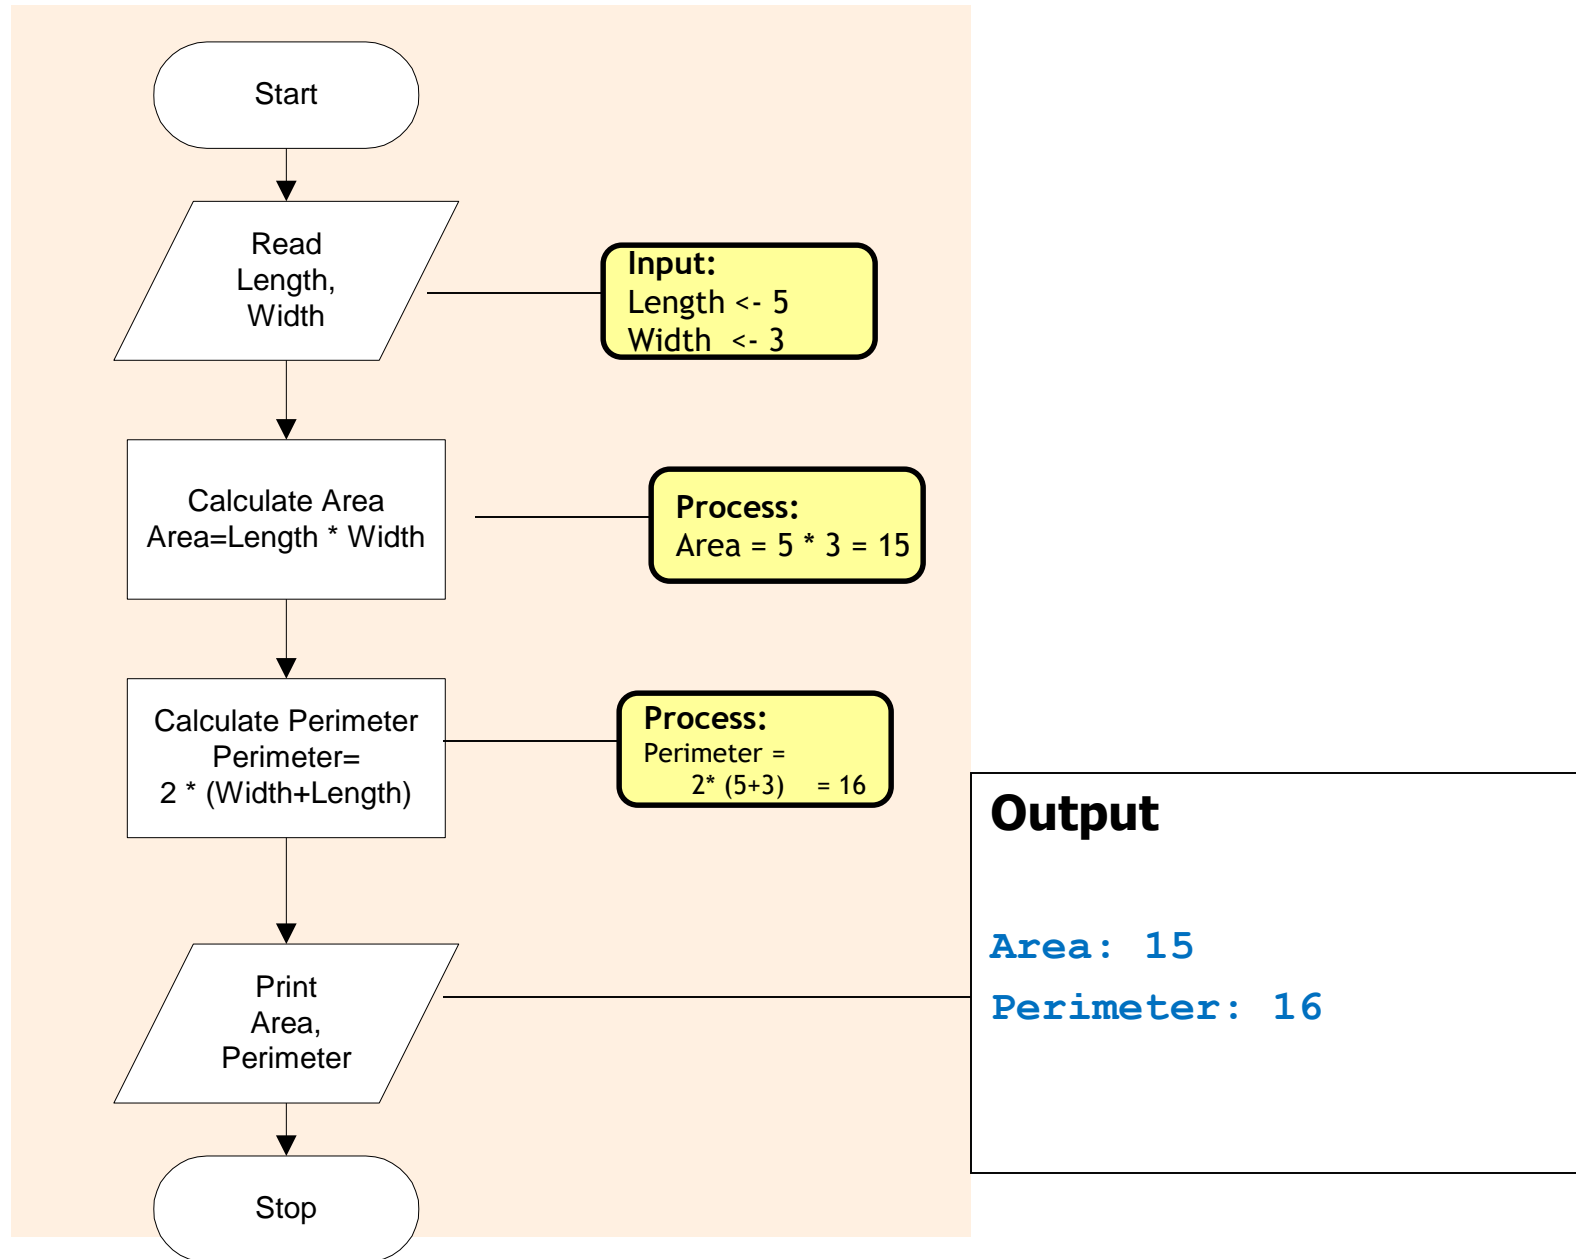 Start
Read
Length,
Width
Input:
Length <- 5
Width <- 3
Calculate Area
Area=Length * Width
Process:
Area = 5 * 3 = 15
Calculate Perimeter
Perimeter=
2 * (Width+Length)
Process:
Perimeter =
2* (5+3) = 16
Print
Area,
Perimeter
Output
Area: 15
Perimeter: 16
Stop